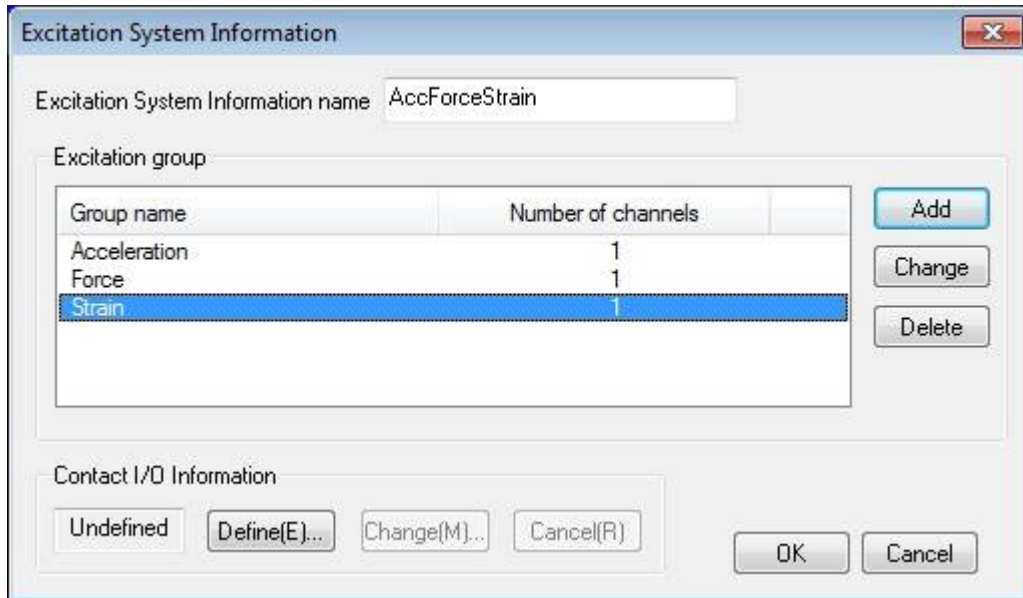 Excitation System Information
Excitation System Information name AccForceStrain
Excitation group
Group name Number of channels
Add
Acceleration 1
Force 1
Change
Strain 1
Delete
Contact I/O Information
Undefined Define(E)... Change(M)... Cancel(R)
OK Cancel